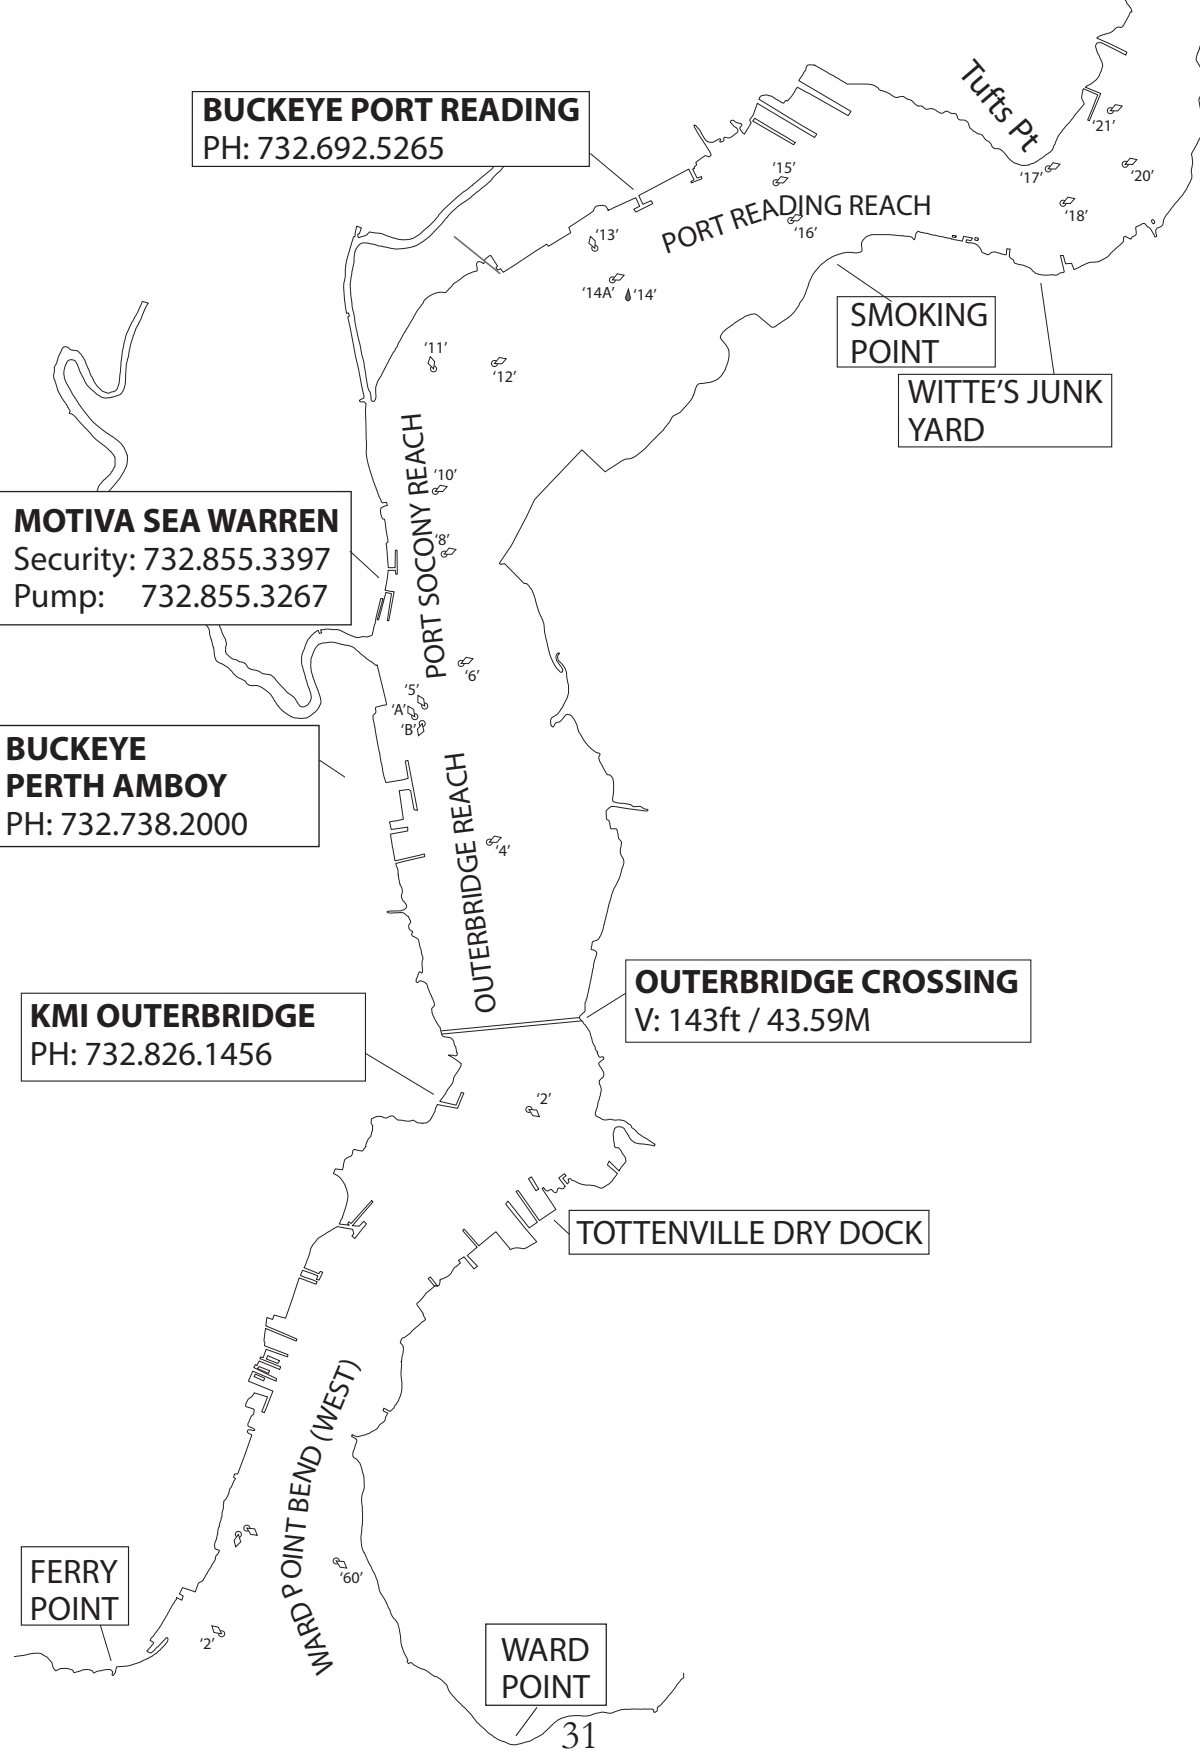 Tufts Pt
BUCKEYE PORT READING
PH: 732.692.5265
'21'
'15'
'17'
'20'
PORT READING REACH
'16'
'18'
'13'
'14A'
'14'
SMOKING
POINT
'11'
'12'
WITTE'S JUNK
YARD
PORT SOCONY REACH
'10'
MOTIVA SEA WARREN
Security: 732.855.3397
Pump: 732.855.3267
'8'
'6'
'5'
'A'
'B'
BUCKEYE
PERTH AMBOY
PH: 732.738.2000
OUTERBRIDGE REACH
'4'
OUTERBRIDGE CROSSING
V: 143ft / 43.59M
KMI OUTERBRIDGE
PH: 732.826.1456
'2'
TOTTENVILLE DRY DOCK
WARD POINT BEND (WEST)
FERRY
POINT
'60'
'2'
WARD
POINT
31